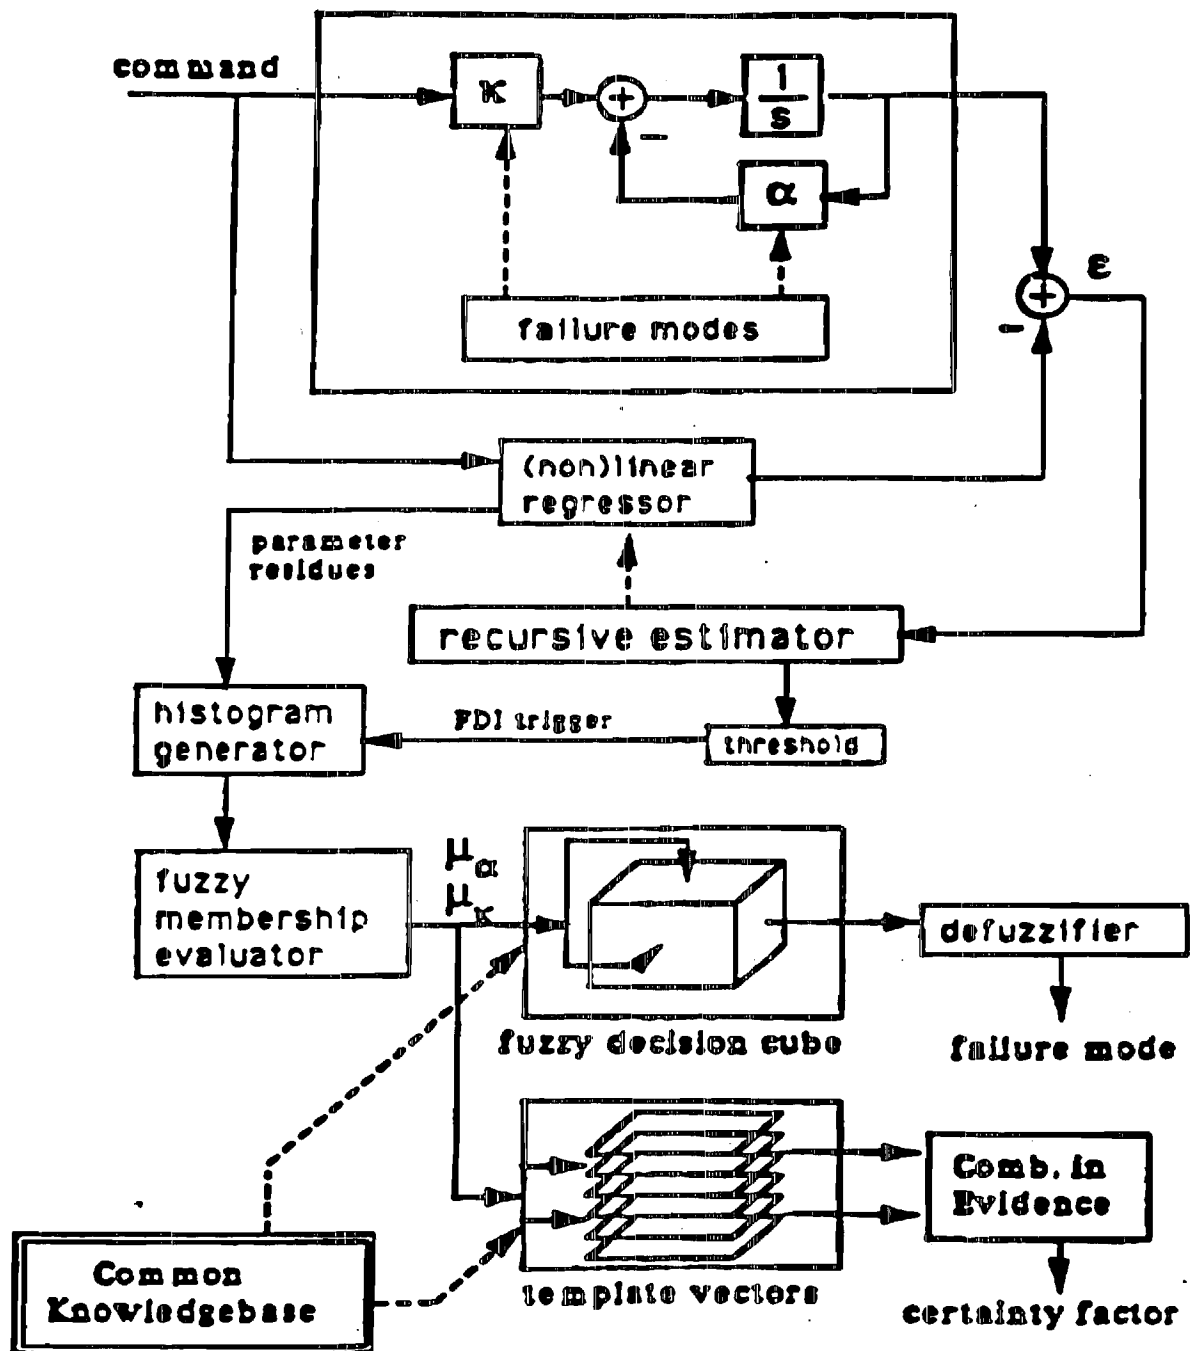 command
κ
+
1
s
−
α
failure modes
ε
+
−
(non)linear
regressor
parameter
residues
recursive estimator
histogram
generator
FDI trigger
threshold
fuzzy
membership
evaluator
μα
μκ
defuzzifier
fuzzy decision cube
failure mode
Comb. in
Evidence
Common
Knowledgebase
template vectors
certainty factor